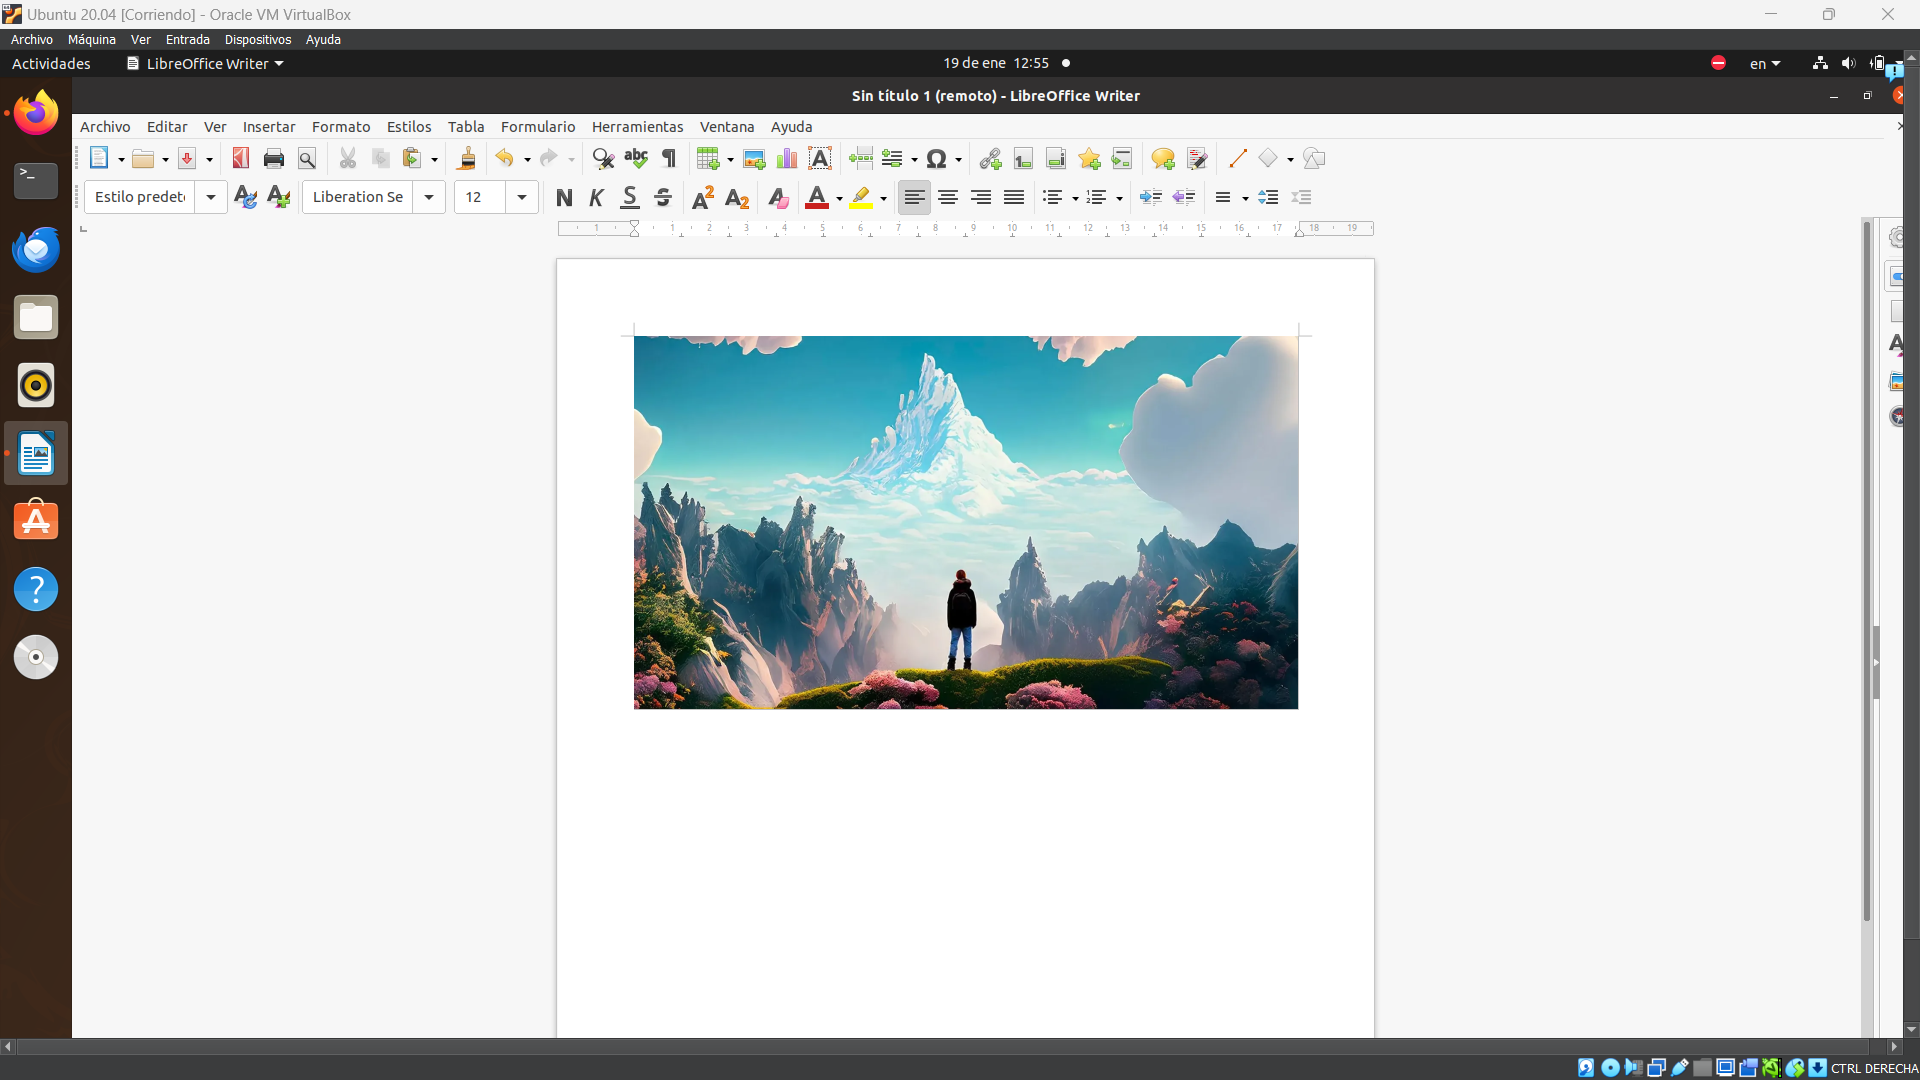 Ubuntu 20.04 [Corriendo] - Oracle VM VirtualBox
Archivo Máquina Ver Entrada Dispositivos Ayuda
Actividades LibreOffice Writer 19 de ene 12:55 en
Sin título 1 (remoto) - LibreOffice Writer
Archivo Editar Ver Insertar Formato Estilos Tabla Formulario Herramientas Ventana Ayuda
Estilo predete Liberation Se 12 N K S S A² A₂
1 1 2 3 4 5 6 7 8 9 10 11 12 13 14 15 16 17 18 19
CTRL DERECHA